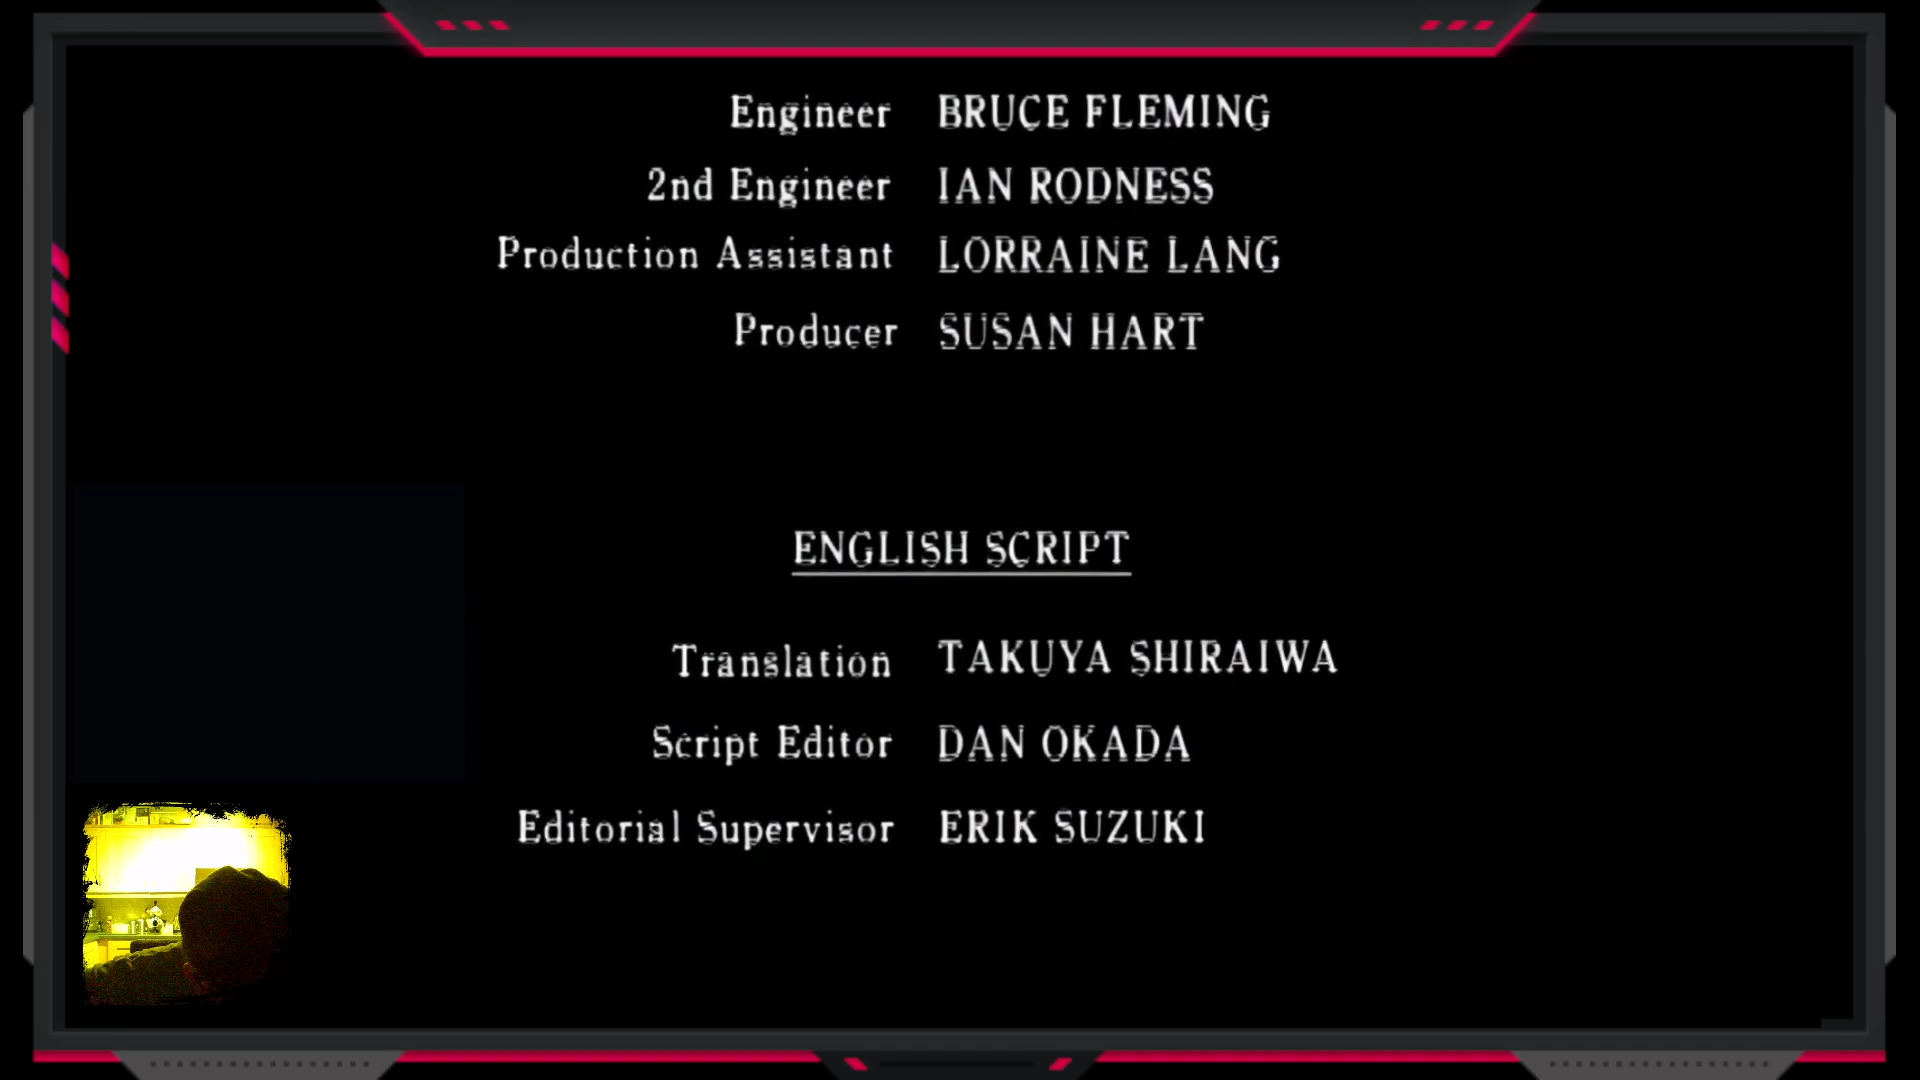 Engineer BRUCE FLEMING
2nd Engineer IAN RODNESS
Production Assistant LORRAINE LANG
Producer SUSAN HART
ENGLISH SCRIPT
Translation TAKUYA SHIRAIWA
Script Editor DAN OKADA
Editorial Supervisor ERIK SUZUKI